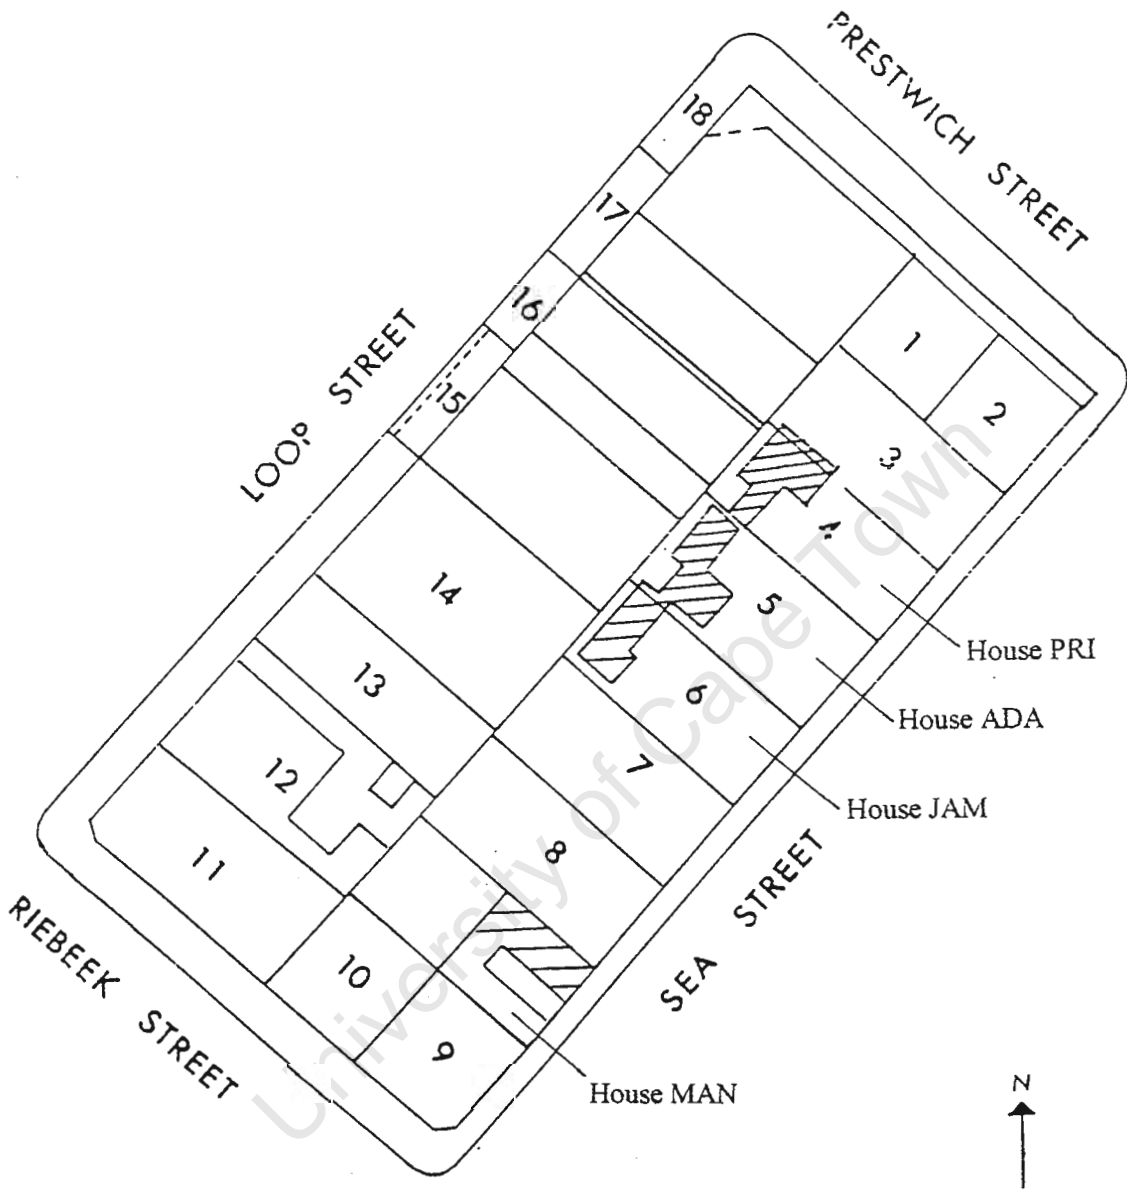 PRESTWICH STREET
18
17
16
LOOP STREET
15
1
2
3
4
14
5
House PRI
13
6
House ADA
12
7
House JAM
11
8
SEA STREET
RIEBEEK STREET
10
9
House MAN
N
University of Cape Town